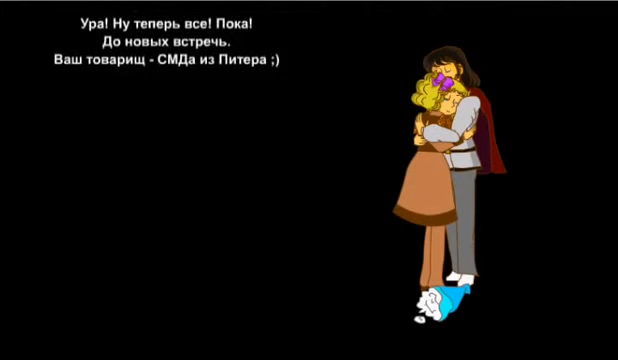 Ура! Ну теперь все! Пока!
До новых встречь.
Ваш товарищ - СМДа из Питера ;)